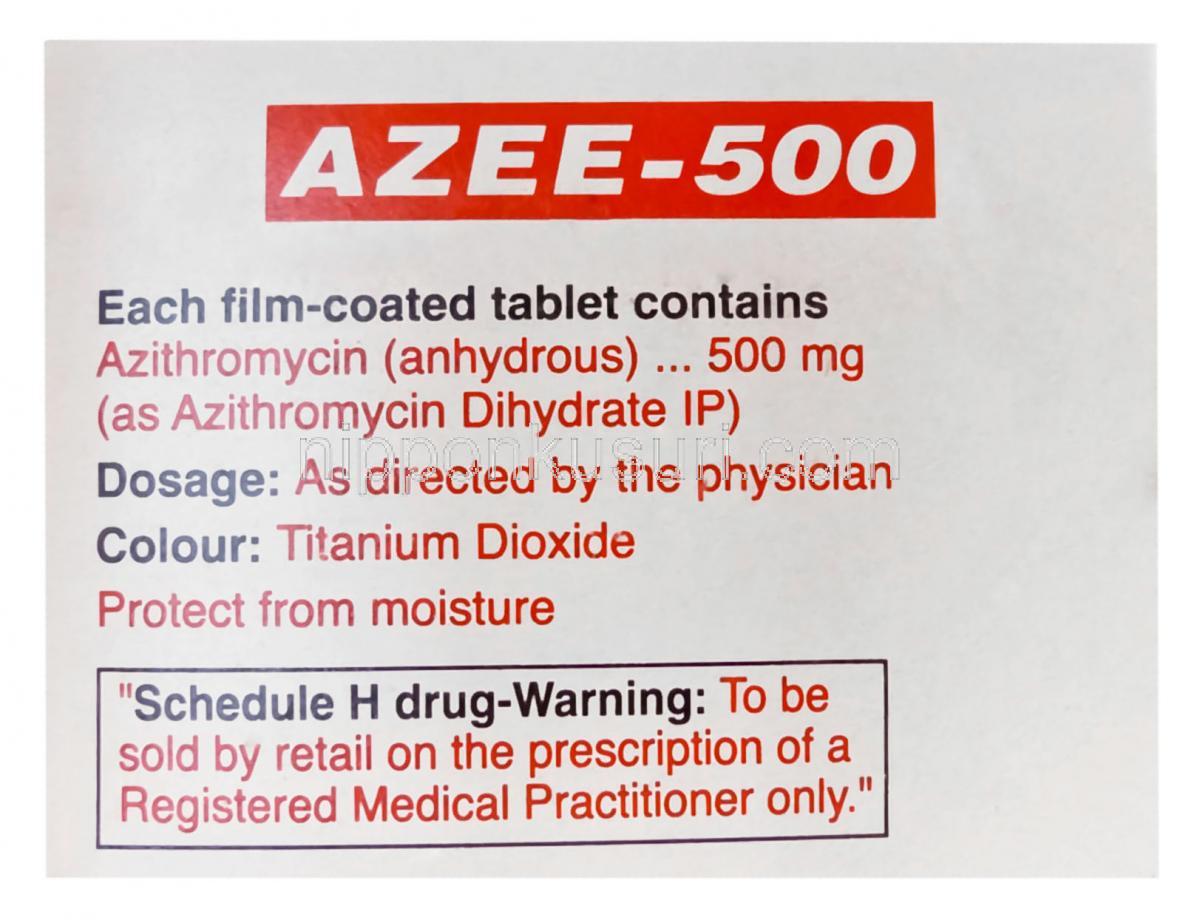 AZEE-500
Each film-coated tablet contains
Azithromycin (anhydrous) ... 500 mg
(as Azithromycin Dihydrate IP)
nipponkusuri.com
Dosage: As directed by the physician
Colour: Titanium Dioxide
Protect from moisture
"Schedule H drug-Warning: To be
sold by retail on the prescription of a
Registered Medical Practitioner only."